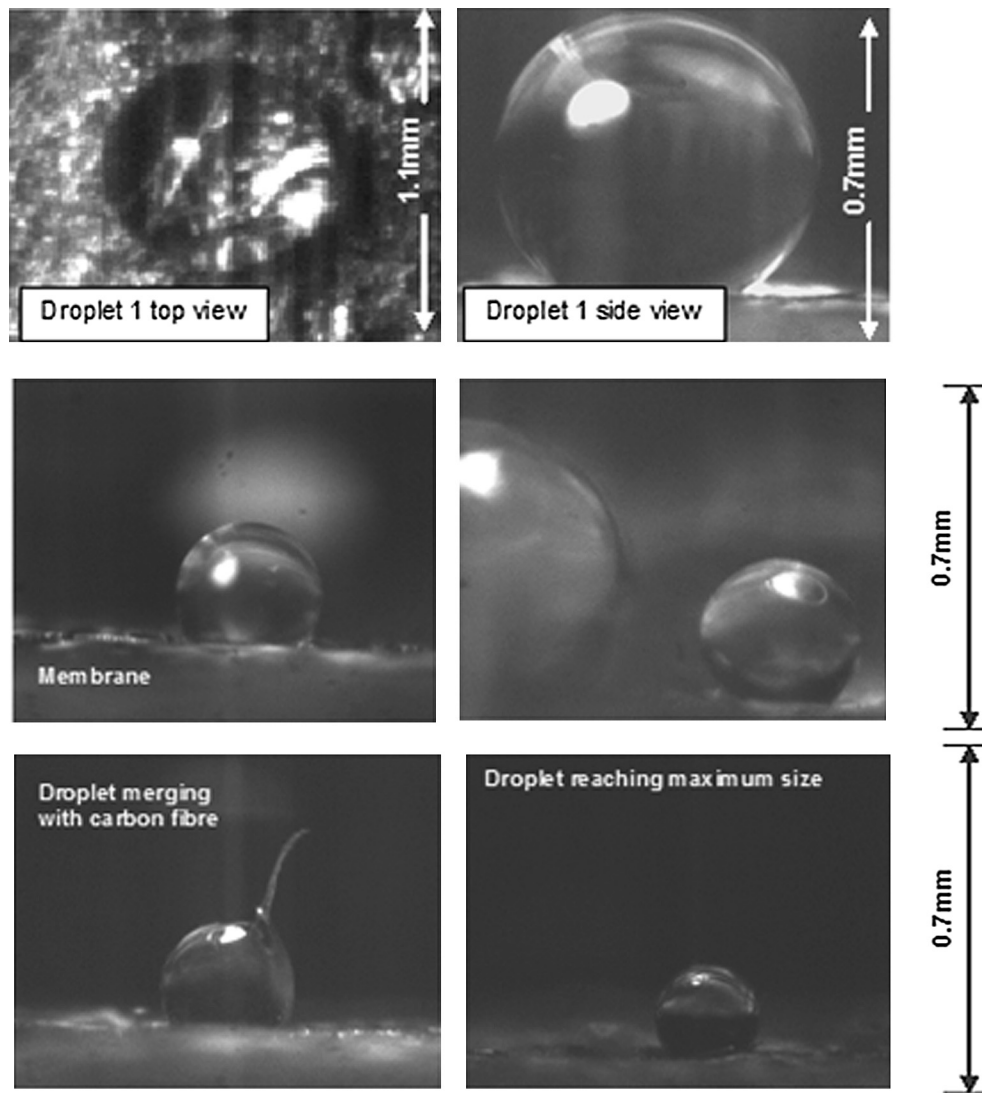 1.1mm
Droplet 1 top view
0.7mm
Droplet 1 side view
Membrane
0.7mm
Droplet merging
with carbon fibre
Droplet reaching maximum size
0.7mm